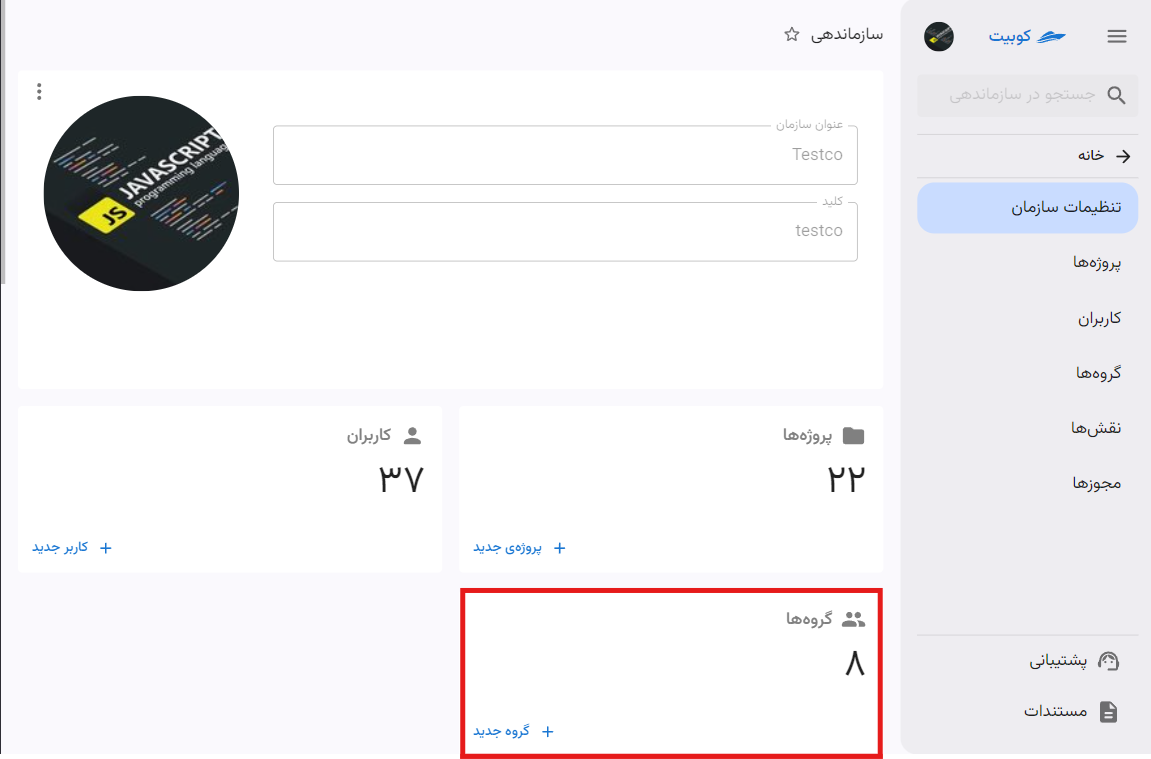 کوبیت
جستجو در سازماندهی
خانه
تنظیمات سازمان
پروژه‌ها
کاربران
گروه‌ها
نقش‌ها
مجوزها
پشتیبانی
مستندات
سازماندهی
عنوان سازمان
Testco
کلید
testco
JAVASCRIPT
programming language
JS
پروژه‌ها
۲۲
+ پروژه‌ی جدید
کاربران
۳۷
+ کاربر جدید
گروه‌ها
۸
+ گروه جدید